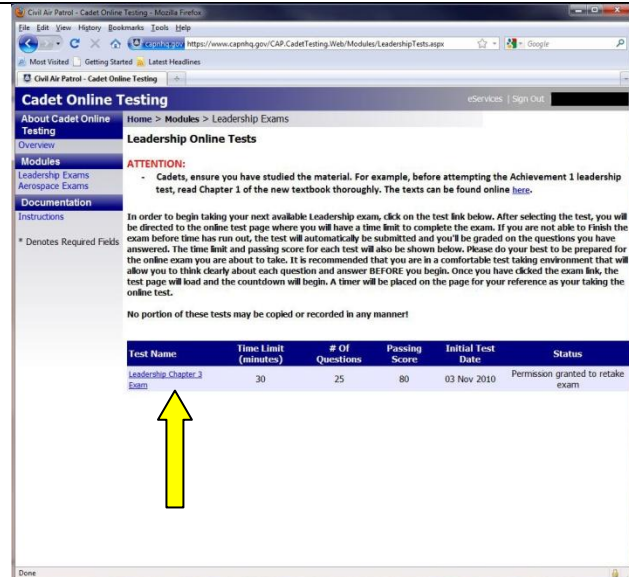 Civil Air Patrol - Cadet Online Testing - Mozilla Firefox
File Edit View History Bookmarks Tools Help
capnhq.gov https://www.capnhq.gov/CAP.CadetTesting.Web/Modules/LeadershipTests.aspx Google
Most Visited Getting Started Latest Headlines
Civil Air Patrol - Cadet Online Testing
Cadet Online Testing
eServices | Sign Out
About Cadet Online Testing
Overview
Modules
Leadership Exams
Aerospace Exams
Documentation
Instructions
* Denotes Required Fields
Home > Modules > Leadership Exams
Leadership Online Tests
ATTENTION:
- Cadets, ensure you have studied the material. For example, before attempting the Achievement 1 leadership
test, read Chapter 1 of the new textbook thoroughly. The texts can be found online here.
In order to begin taking your next available Leadership exam, click on the test link below. After selecting the test, you will
be directed to the online test page where you will have a time limit to complete the exam. If you are not able to Finish the
exam before time has run out, the test will automatically be submitted and you'll be graded on the questions you have
answered. The time limit and passing score for each test will also be shown below. Please do your best to be prepared for
the online exam you are about to take. It is recommended that you are in a comfortable test taking environment that will
allow you to think clearly about each question and answer BEFORE you begin. Once you have clicked the exam link, the
test page will load and the countdown will begin. A timer will be placed on the page for your reference as your taking the
online test.
No portion of these tests may be copied or recorded in any manner!
Test Name Time Limit (minutes) # Of Questions Passing Score Initial Test Date Status
Leadership Chapter 3 Exam 30 25 80 03 Nov 2010 Permission granted to retake exam
Done